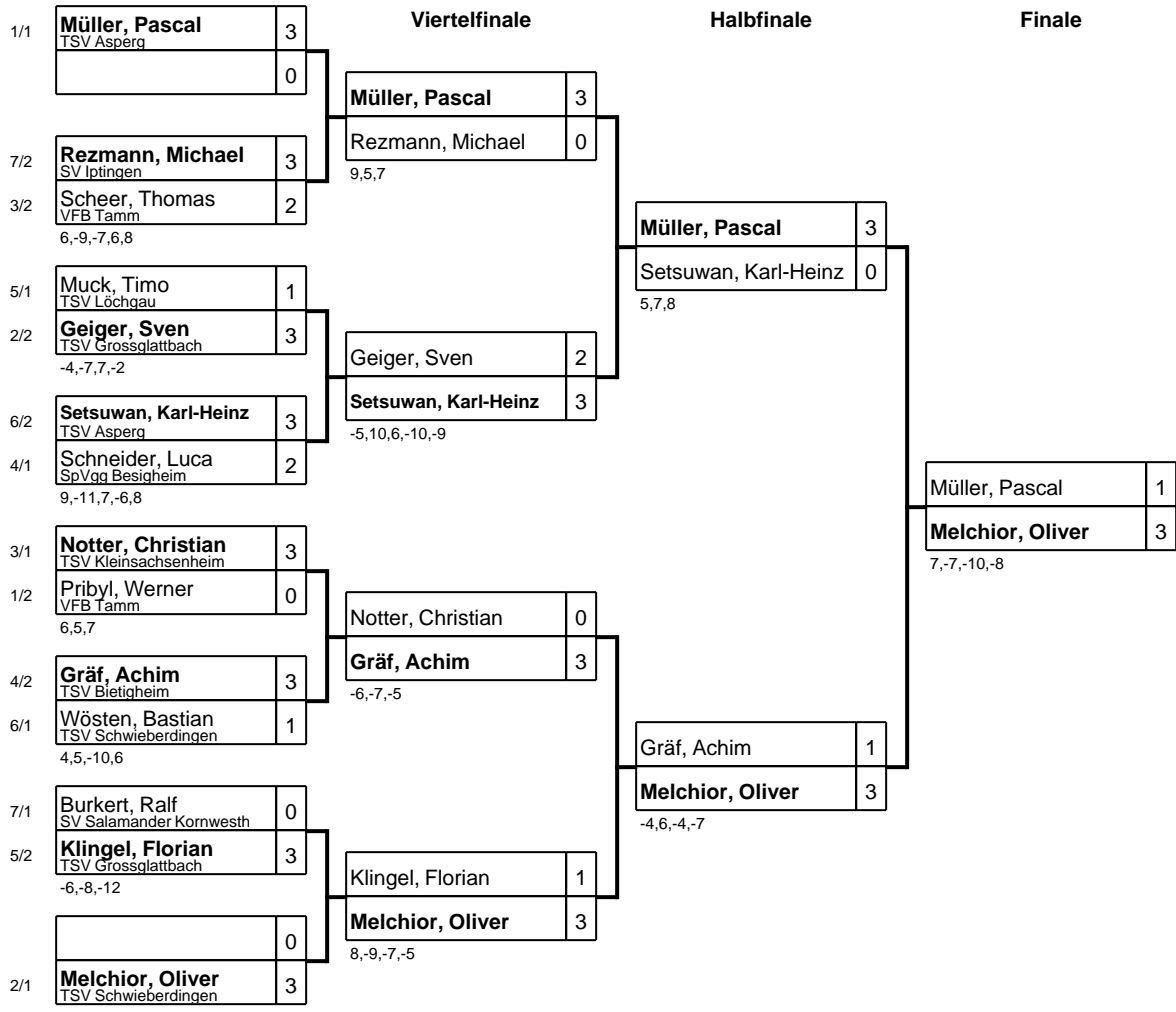 Viertelfinale
Halbfinale
Finale
1/1
Müller, Pascal 3
TSV Asperg
0
7/2
Rezmann, Michael 3
SV Iptingen
3/2
Scheer, Thomas 2
VFB Tamm
6,-9,-7,6,8
5/1
Muck, Timo 1
TSV Löchgau
2/2
Geiger, Sven 3
TSV Grossglattbach
-4,-7,7,-2
6/2
Setsuwan, Karl-Heinz 3
TSV Asperg
4/1
Schneider, Luca 2
SpVgg Besigheim
9,-11,7,-6,8
3/1
Notter, Christian 3
TSV Kleinsachsenheim
1/2
Pribyl, Werner 0
VFB Tamm
6,5,7
4/2
Gräf, Achim 3
TSV Bietigheim
6/1
Wösten, Bastian 1
TSV Schwieberdingen
4,5,-10,6
7/1
Burkert, Ralf 0
SV Salamander Kornwesth
5/2
Klingel, Florian 3
TSV Grossglattbach
-6,-8,-12
0
2/1
Melchior, Oliver 3
TSV Schwieberdingen
Müller, Pascal 3
Rezmann, Michael 0
9,5,7
Geiger, Sven 2
Setsuwan, Karl-Heinz 3
-5,10,6,-10,-9
Notter, Christian 0
Gräf, Achim 3
-6,-7,-5
Klingel, Florian 1
Melchior, Oliver 3
8,-9,-7,-5
Müller, Pascal 3
Setsuwan, Karl-Heinz 0
5,7,8
Gräf, Achim 1
Melchior, Oliver 3
-4,6,-4,-7
Müller, Pascal 1
Melchior, Oliver 3
7,-7,-10,-8